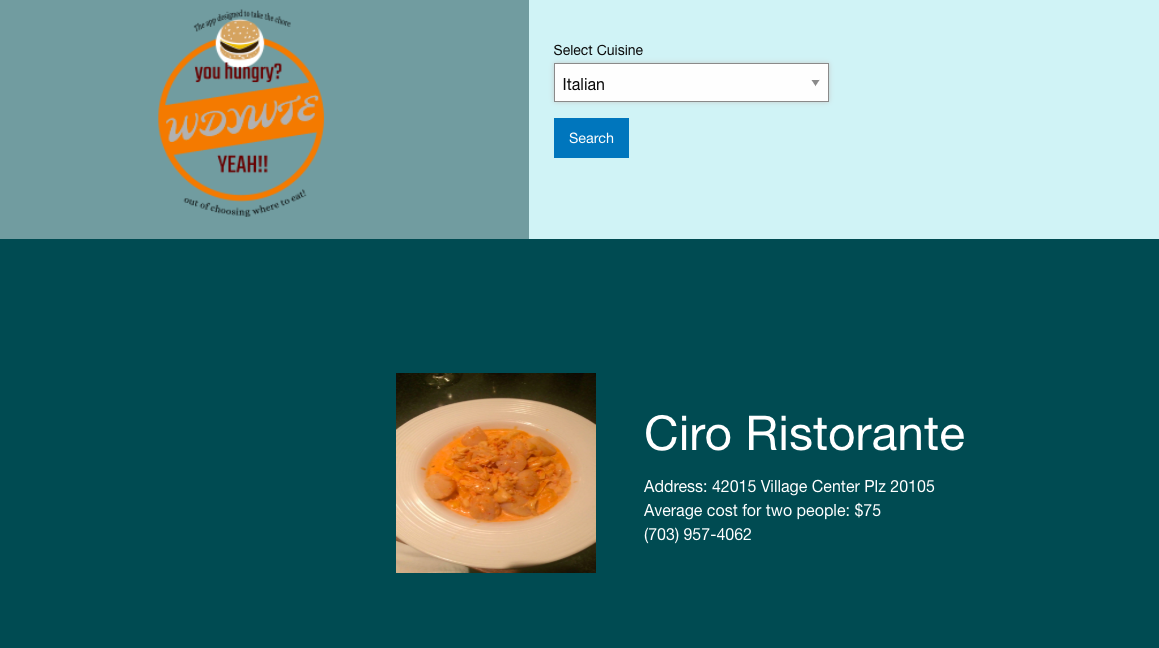 The app designed to take the chore
you hungry?
WDYWTE
YEAH!!
out of choosing where to eat!
Select Cuisine
Italian
Search
Ciro Ristorante
Address: 42015 Village Center Plz 20105
Average cost for two people: $75
(703) 957-4062